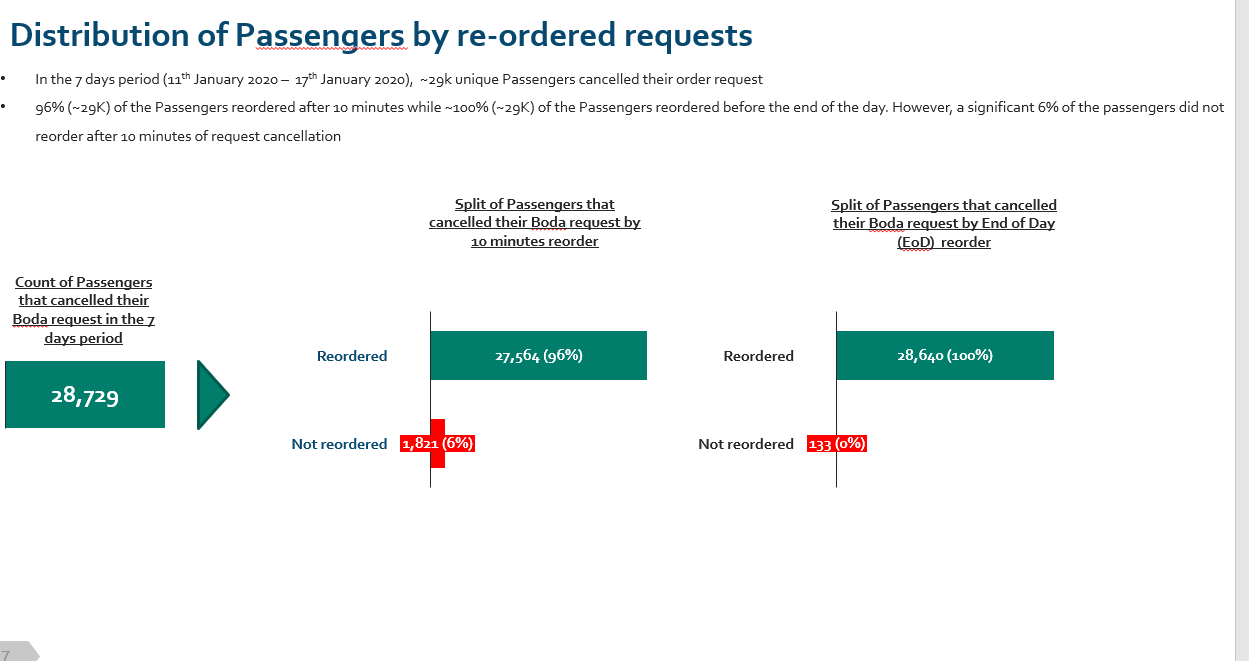 Distribution of Passengers by re-ordered requests
• In the 7 days period (11th January 2020 – 17th January 2020), ~29k unique Passengers cancelled their order request
• 96% (~29K) of the Passengers reordered after 10 minutes while ~100% (~29K) of the Passengers reordered before the end of the day. However, a significant 6% of the passengers did not
reorder after 10 minutes of request cancellation
Count of Passengers
that cancelled their
Boda request in the 7
days period
28,729
Split of Passengers that
cancelled their Boda request by
10 minutes reorder
Reordered
27,564 (96%)
Not reordered
1,821 (6%)
Split of Passengers that cancelled
their Boda request by End of Day
(EoD) reorder
Reordered
28,640 (100%)
Not reordered
133 (0%)
7